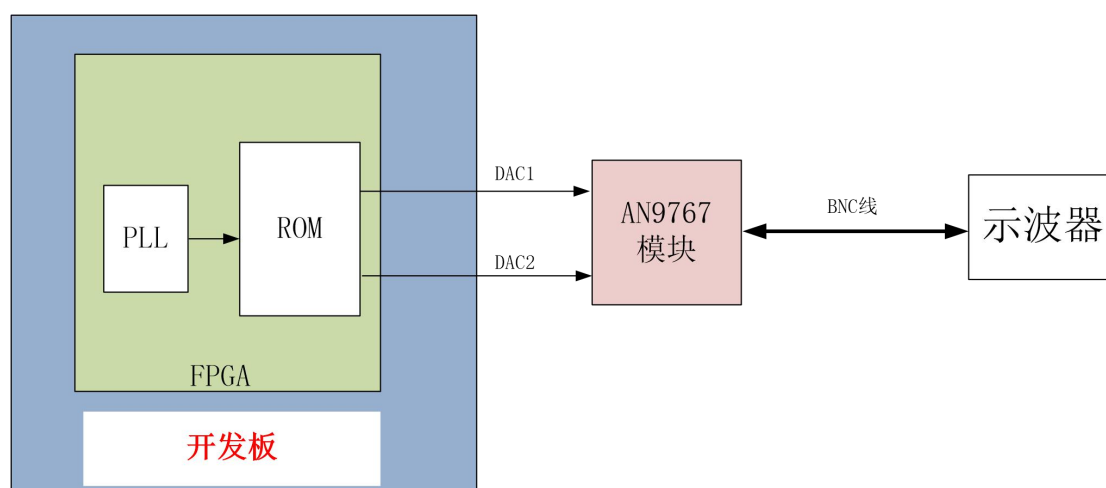 PLL
ROM
FPGA
开发板
DAC1
DAC2
AN9767
模块
BNC线
示波器